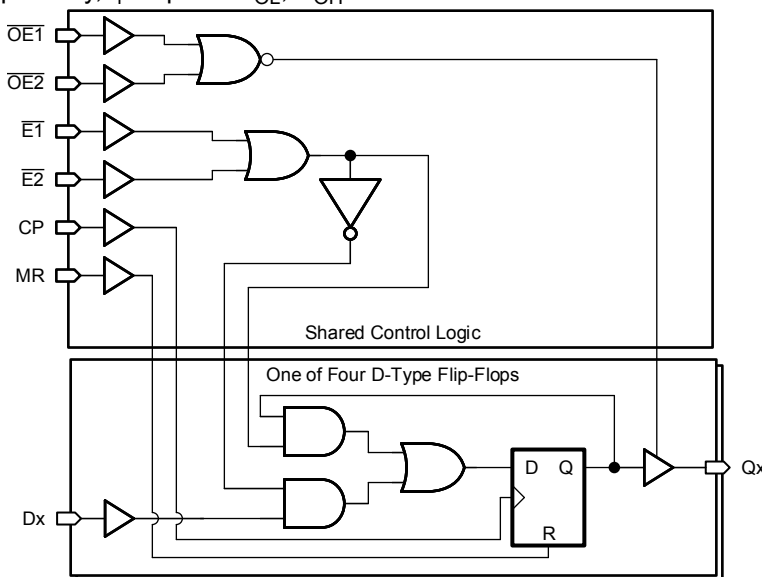 OE1
OE2
E1
E2
CP
MR
Shared Control Logic
One of Four D-Type Flip-Flops
D Q
Qx
Dx
R